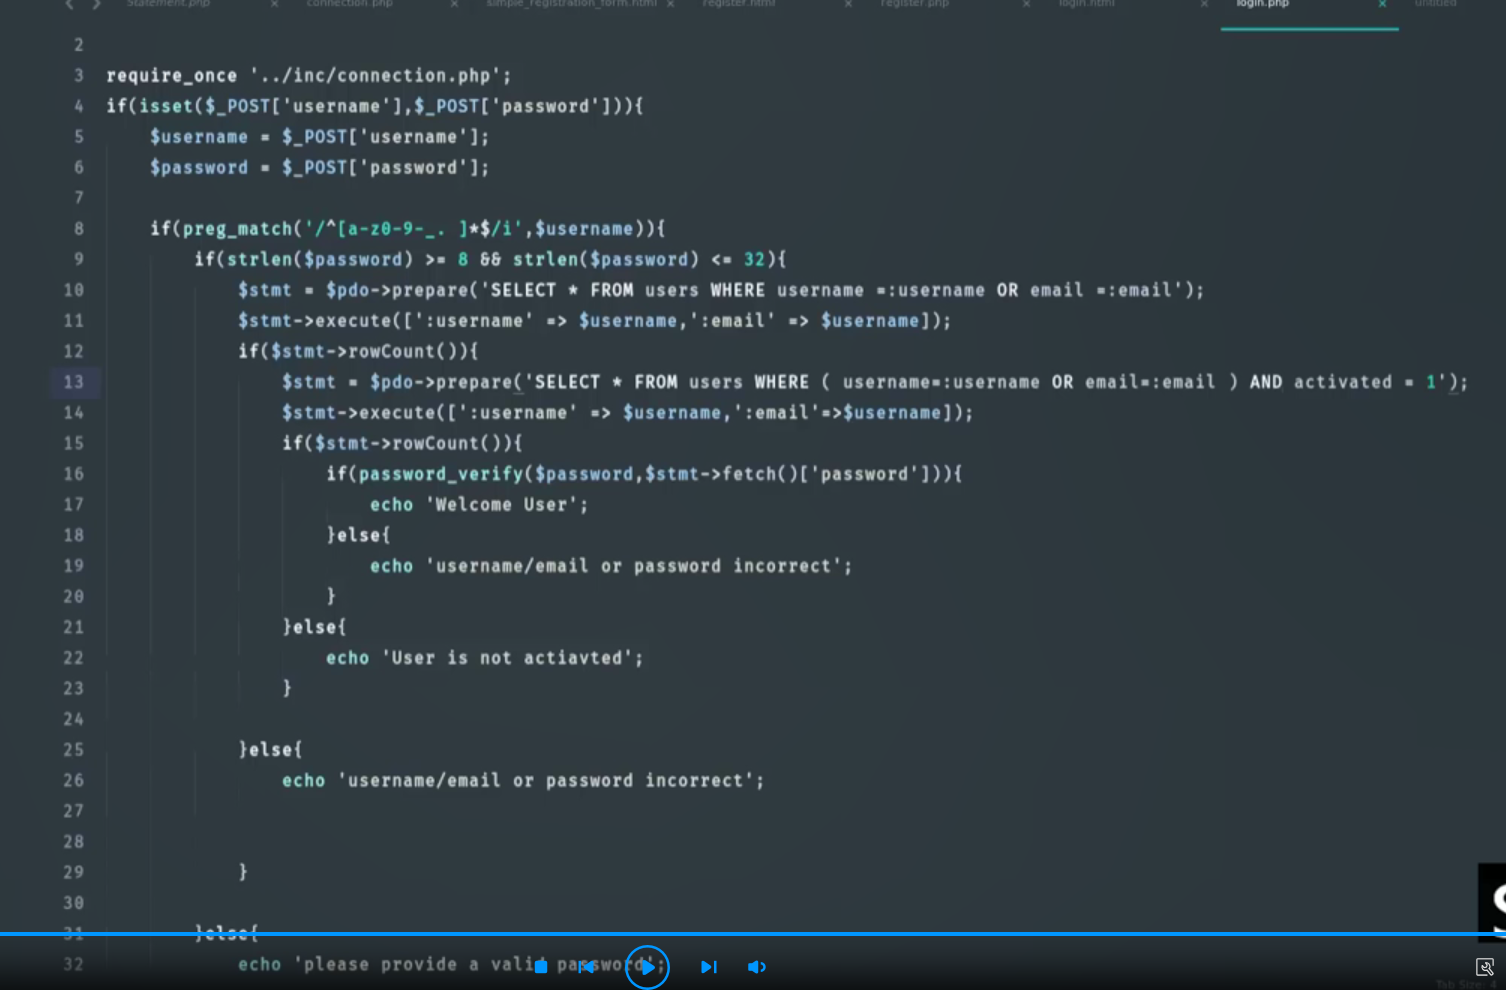 Statement.php × connection.php × simple_registration_form.html × register.html × register.php × login.html × login.php × untitled
2
3 require_once '../inc/connection.php';
4 if(isset($_POST['username'],$_POST['password'])){
5 $username = $_POST['username'];
6 $password = $_POST['password'];
7
8 if(preg_match('/^[a-z0-9-_. ]*$/i',$username)){
9 if(strlen($password) >= 8 && strlen($password) <= 32){
10 $stmt = $pdo->prepare('SELECT * FROM users WHERE username =:username OR email =:email');
11 $stmt->execute([':username' => $username,':email' => $username]);
12 if($stmt->rowCount()){
13 $stmt = $pdo->prepare('SELECT * FROM users WHERE ( username=:username OR email=:email ) AND activated = 1');
14 $stmt->execute([':username' => $username,':email'=>$username]);
15 if($stmt->rowCount()){
16 if(password_verify($password,$stmt->fetch()['password'])){
17 echo 'Welcome User';
18 }else{
19 echo 'username/email or password incorrect';
20 }
21 }else{
22 echo 'User is not actiavted';
23 }
24
25 }else{
26 echo 'username/email or password incorrect';
27
28
29 }
30
31 }else{
32 echo 'please provide a valid password';
Tab Size: 4